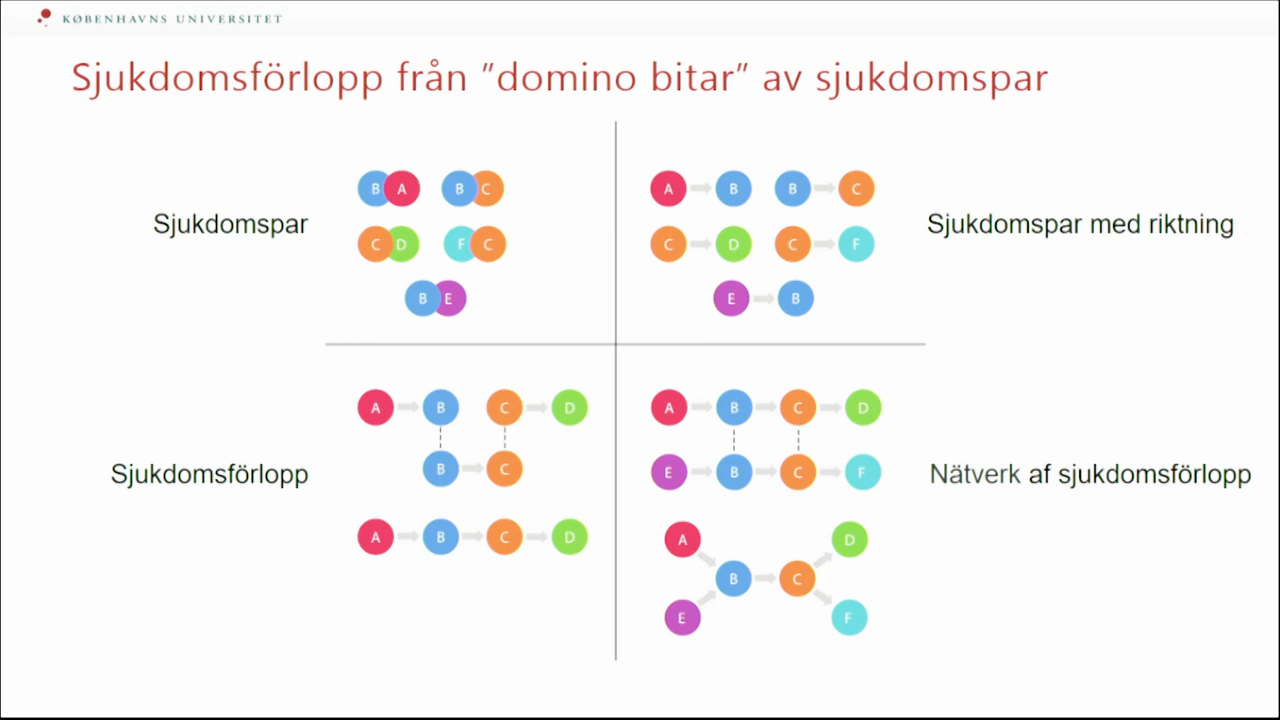 KØBENHAVNS UNIVERSITET
Sjukdomsförlopp från ”domino bitar” av sjukdomspar
Sjukdomspar
B A B C
C D F C
B E
A B B C
C D C F
E B
Sjukdomspar med riktning
Sjukdomsförlopp
A B C D
B C
A B C D
A B C D
E B C F
A D
B C
E F
Nätverk af sjukdomsförlopp